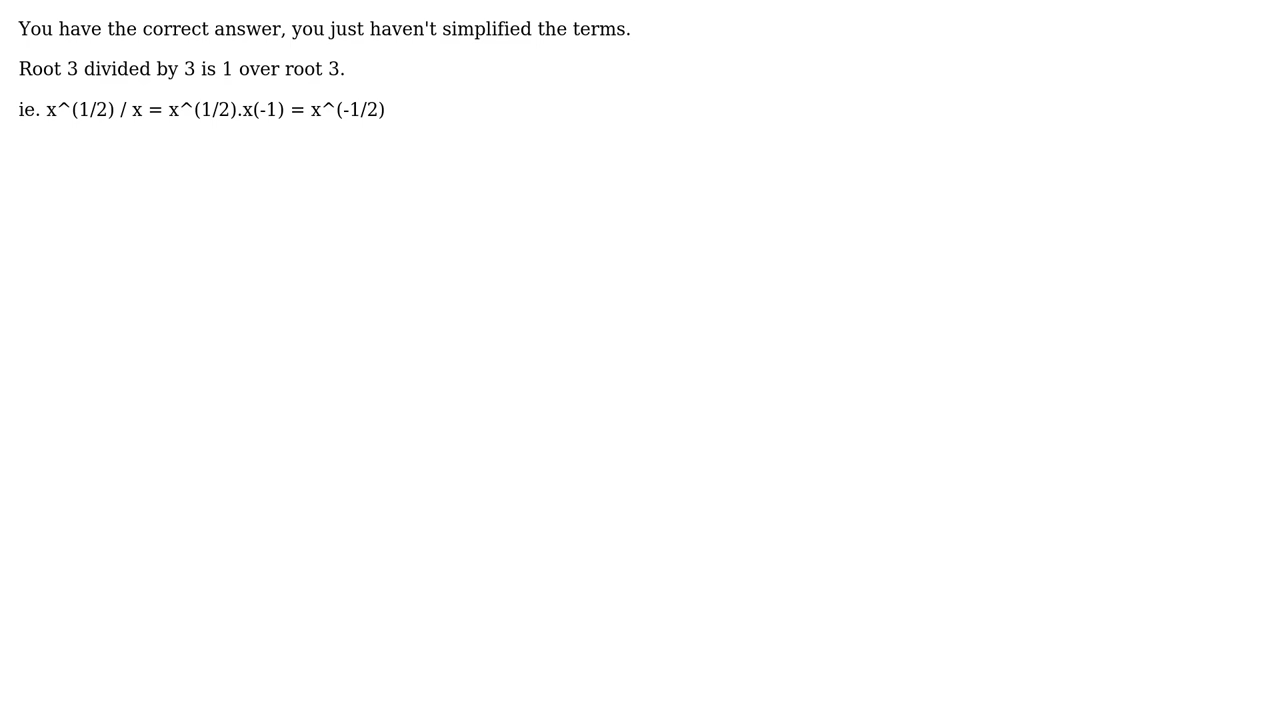 You have the correct answer, you just haven't simplified the terms.
Root 3 divided by 3 is 1 over root 3.
ie. x^(1/2) / x = x^(1/2).x(-1) = x^(-1/2)